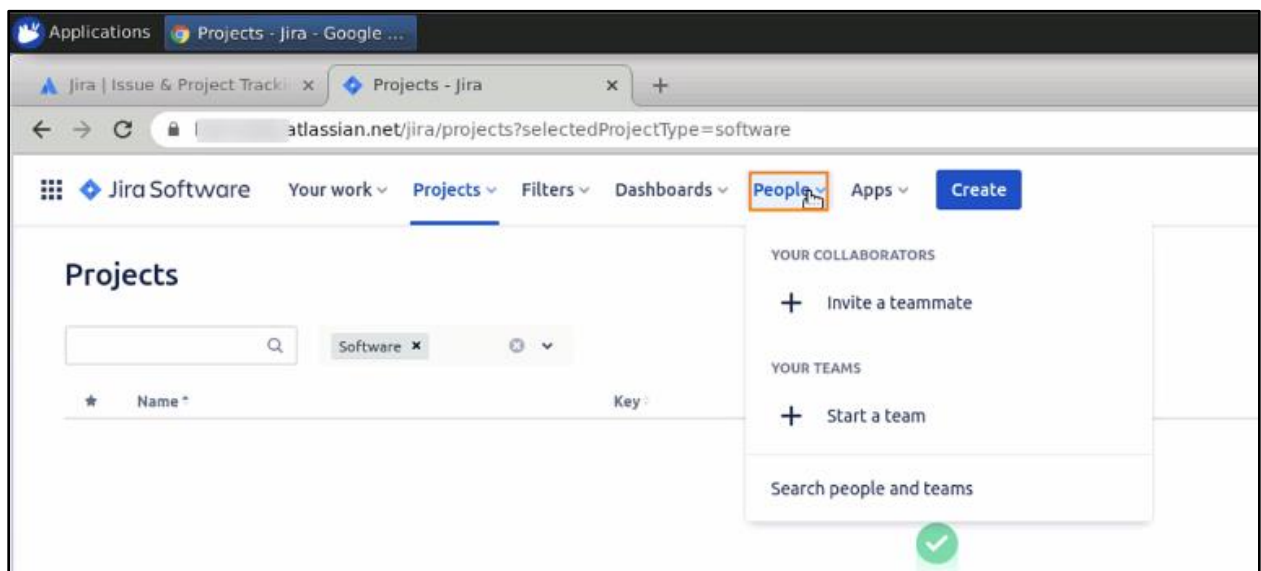 Applications Projects - Jira - Google ...
Jira | Issue & Project Tracki Projects - Jira
atlassian.net/jira/projects?selectedProjectType=software
Jira Software Your work Projects Filters Dashboards People Apps Create
YOUR COLLABORATORS
Projects
+ Invite a teammate
Software
YOUR TEAMS
Name Key
+ Start a team
Search people and teams